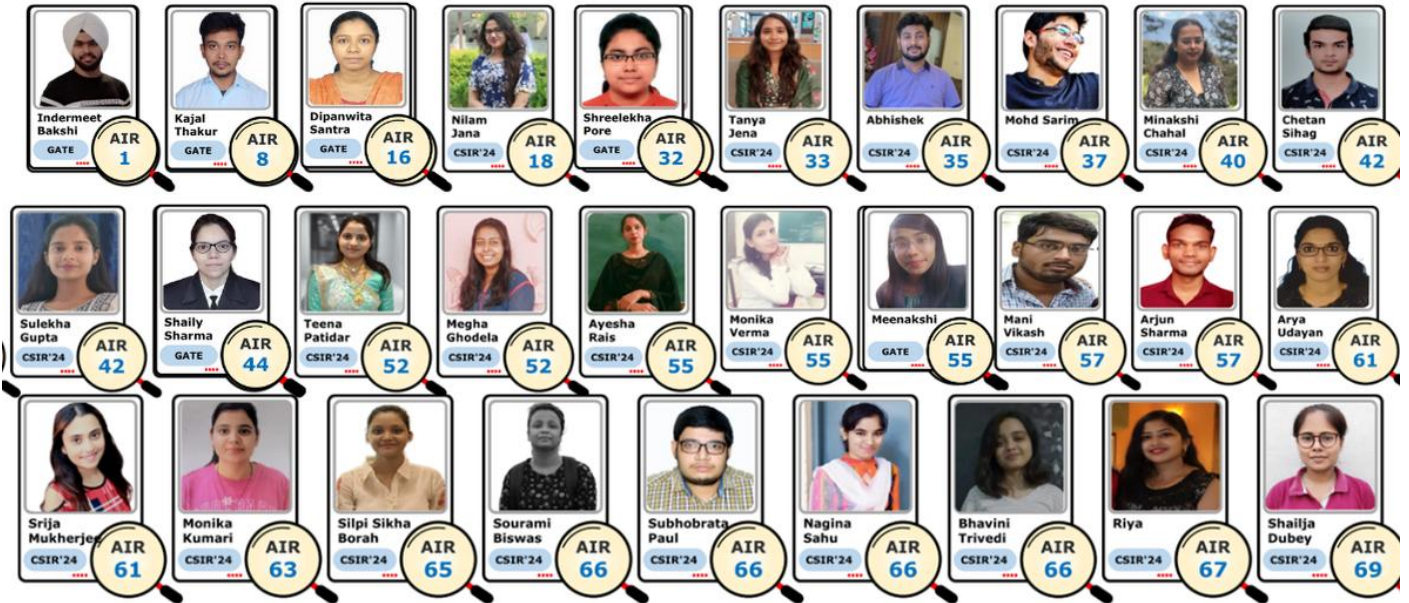 Indermeet
Bakshi
GATE
AIR
1
Kajal
Thakur
GATE
AIR
8
Dipanwita
Santra
GATE
AIR
16
Nilam
Jana
CSIR'24
AIR
18
Shreelekha
Pore
GATE
AIR
32
Tanya
Jena
CSIR'24
AIR
33
Abhishek
CSIR'24
AIR
35
Mohd Sarim
CSIR'24
AIR
37
Minakshi
Chahal
CSIR'24
AIR
40
Chetan
Sihag
CSIR'24
AIR
42
Sulekha
Gupta
CSIR'24
AIR
42
Shaily
Sharma
GATE
AIR
44
Teena
Patidar
CSIR'24
AIR
52
Megha
Ghodela
CSIR'24
AIR
52
Ayesha
Rais
CSIR'24
AIR
55
Monika
Verma
CSIR'24
AIR
55
Meenakshi
GATE
AIR
55
Mani
Vikash
CSIR'24
AIR
57
Arjun
Sharma
CSIR'24
AIR
57
Arya
Udayan
CSIR'24
AIR
61
Srija
Mukherjee
CSIR'24
AIR
61
Monika
Kumari
CSIR'24
AIR
63
Silpi Sikha
Borah
CSIR'24
AIR
65
Sourami
Biswas
CSIR'24
AIR
66
Subhobrata
Paul
CSIR'24
AIR
66
Nagina
Sahu
CSIR'24
AIR
66
Bhavini
Trivedi
CSIR'24
AIR
66
Riya
CSIR'24
AIR
67
Shailja
Dubey
CSIR'24
AIR
69